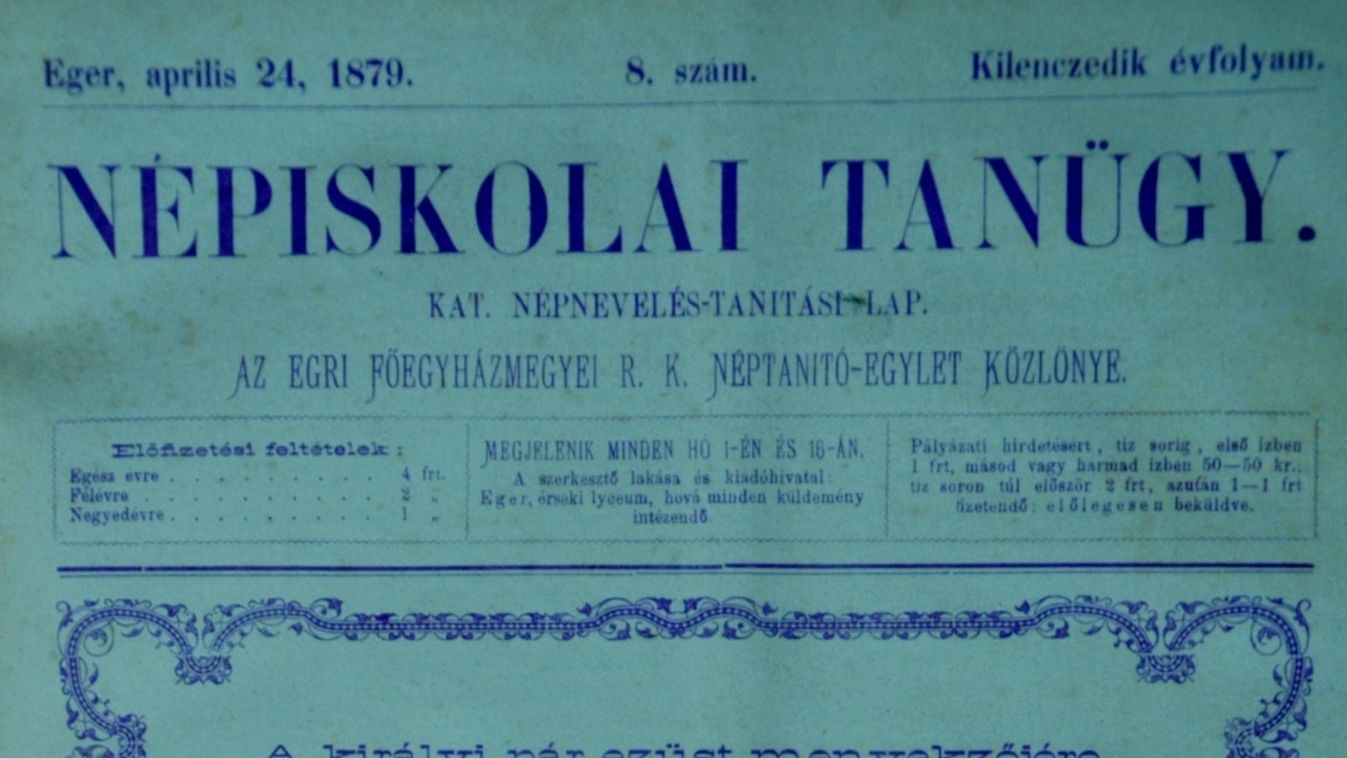 Eger, aprilis 24, 1879. 8. szám. Kilenczedik évfolyam.
NÉPISKOLAI TANÜGY.
KAT. NÉPNEVELÉS-TANITÁSI LAP.
AZ EGRI FŐEGYHÁZMEGYEI R. K. NÉPTANITÓ-EGYLET KÖZLÖNYE.
Előfizetési feltételek:
Egész évre . . . . . . . . . . 4 frt.
Félévre . . . . . . . . . . 2 „
Negyedévre . . . . . . . . . . 1 „
MEGJELENIK MINDEN HÓ 1-ÉN ÉS 16-ÁN.
A szerkesztő lakása és kiadóhivatal:
Eger, érseki lyceum, hová minden küldemény
intézendő.
Pályázati hirdetésért, tiz sorig, első izben
1 frt, másod vagy harmad izben 50—50 kr.,
tiz soron túl először 2 frt, azután 1—1 frt
fizetendő: előlegesen beküldve.
A királyi pár ezüst menyekzőjére